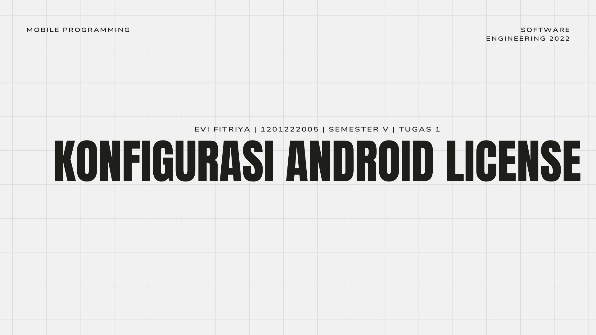 MOBILE PROGRAMMING
SOFTWARE
ENGINEERING 2022
EVI FITRIYA | 1201222005 | SEMESTER V | TUGAS 1
KONFIGURASI ANDROID LICENSE